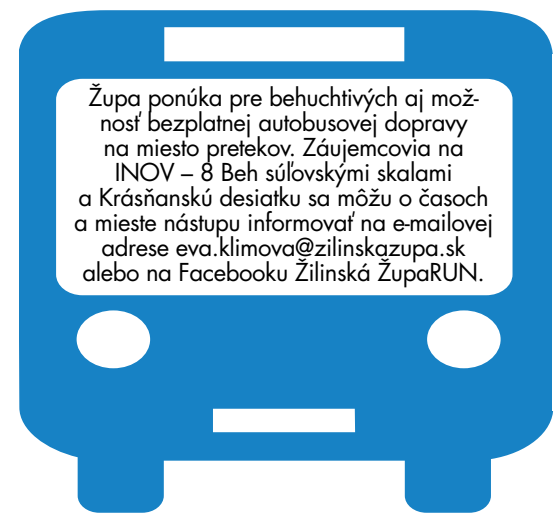 Župa ponúka pre behuchtivých aj mož-
nosť bezplatnej autobusovej dopravy
na miesto pretekov. Záujemcovia na
INOV – 8 Beh súľovskými skalami
a Krásňanskú desiatku sa môžu o časoch
a mieste nástupu informovať na e-mailovej
adrese eva.klimova@zilinskazupa.sk
alebo na Facebooku Žilinská ŽupaRUN.